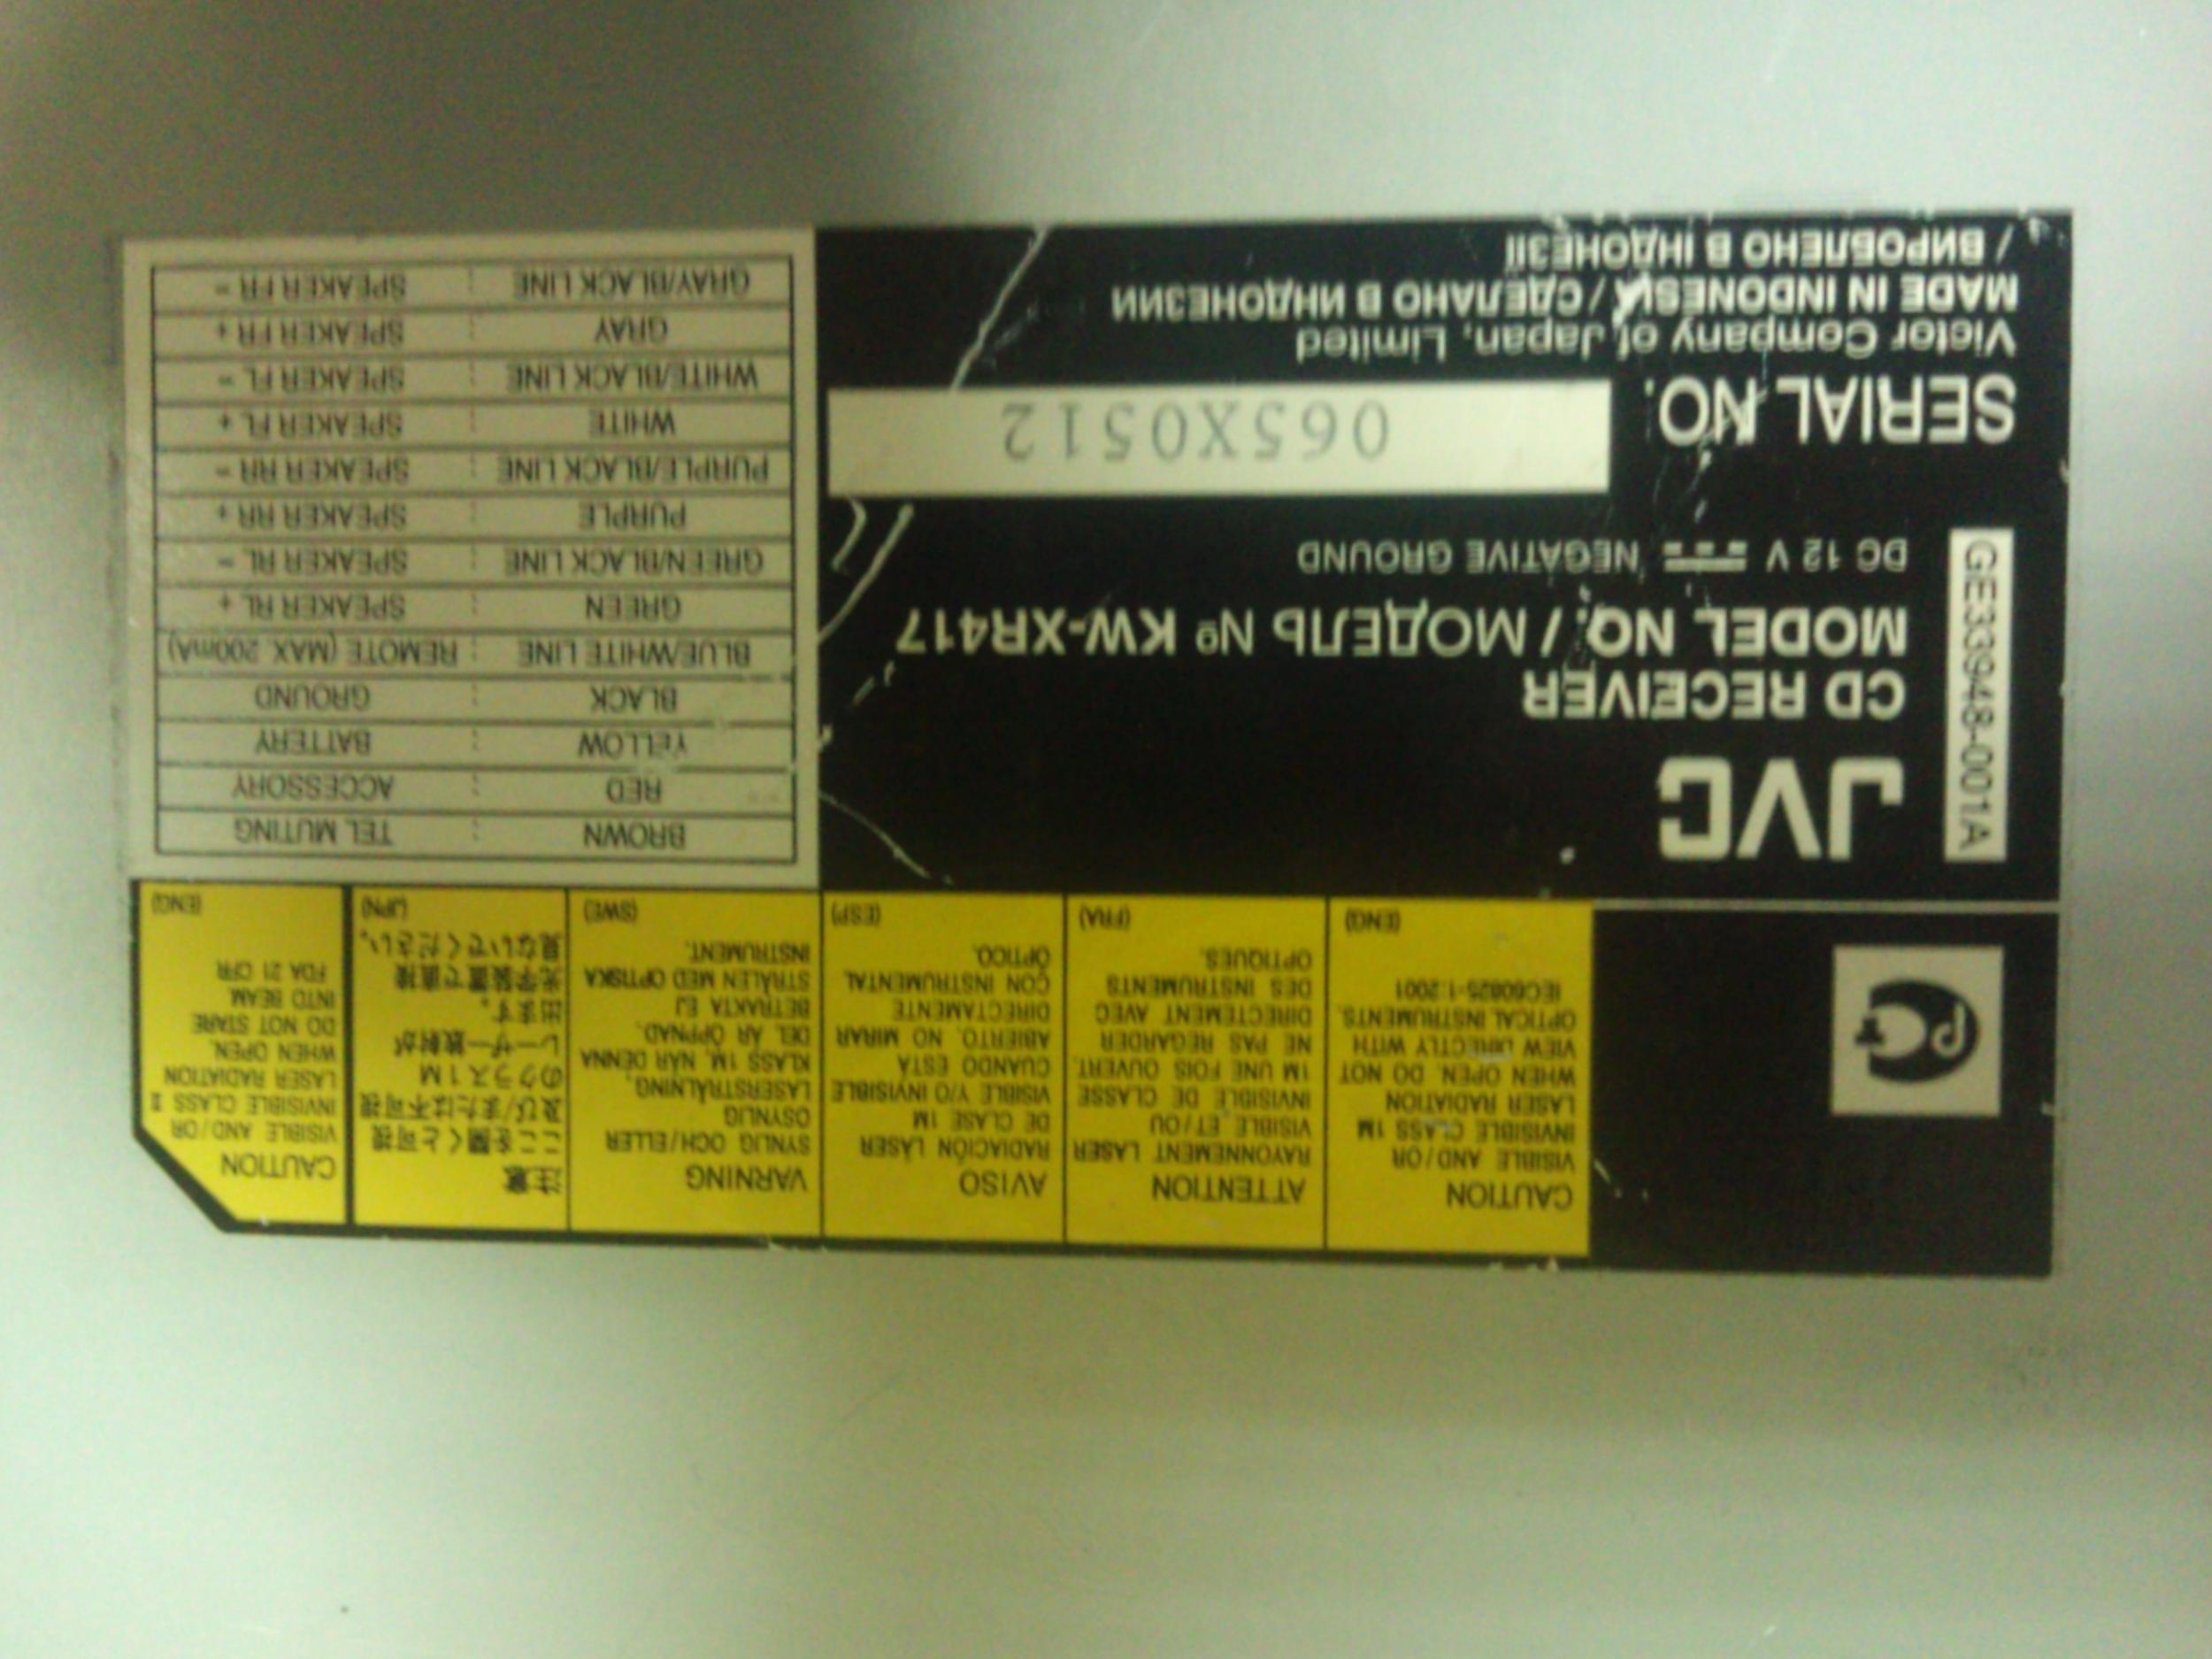 CAUTION
VISIBLE AND/OR
INVISIBLE CLASS 1M
LASER RADIATION
WHEN OPEN. DO NOT
VIEW DIRECTLY WITH
OPTICAL INSTRUMENTS.
IEC60825-1:2001
(ENG)
ATTENTION
RAYONNEMENT LASER
VISIBLE ET/OU
INVISIBLE DE CLASSE
1M UNE FOIS OUVERT.
NE PAS REGARDER
DIRECTEMENT AVEC
DES INSTRUMENTS
OPTIQUES.
(FRA)
AVISO
RADIACIÓN LÁSER
DE CLASE 1M
VISIBLE Y/O INVISIBLE
CUANDO ESTÁ
ABIERTO. NO MIRAR
DIRECTAMENTE
CON INSTRUMENTAL
ÓPTICO.
(ESP)
VARNING
SYNLIG OCH/ELLER
OSYNLIG
LASERSTRÅLNING,
KLASS 1M, NÄR DENNA
DEL ÄR ÖPPNAD.
BETRAKTA EJ
STRÅLEN MED OPTISKA
INSTRUMENT.
(SWE)
注意
ここを開くと可視
及び/または不可視
のクラス1M
レーザー放射が
出ます。
光学装置で直接
見ないでください。
(JPN)
CAUTION
VISIBLE AND/OR
INVISIBLE CLASS II
LASER RADIATION
WHEN OPEN.
DO NOT STARE
INTO BEAM.
FDA 21 CFR
(ENG)
GE33948-001A
JVC
CD RECEIVER
MODEL NO. / МОДЕЛЬ № KW-XR417
DC 12 V NEGATIVE GROUND
SERIAL NO. 065X0512
Victor Company of Japan, Limited
MADE IN INDONESIA / СДЕЛАНО В ИНДОНЕЗИИ
/ ВИРОБЛЕНО В ІНДОНЕЗІЇ
BROWN : TEL MUTING
RED : ACCESSORY
YELLOW : BATTERY
BLACK : GROUND
BLUE/WHITE LINE : REMOTE (MAX. 200mA)
GREEN : SPEAKER RL +
GREEN/BLACK LINE : SPEAKER RL -
PURPLE : SPEAKER RR +
PURPLE/BLACK LINE : SPEAKER RR -
WHITE : SPEAKER FL +
WHITE/BLACK LINE : SPEAKER FL -
GRAY : SPEAKER FR +
GRAY/BLACK LINE : SPEAKER FR -